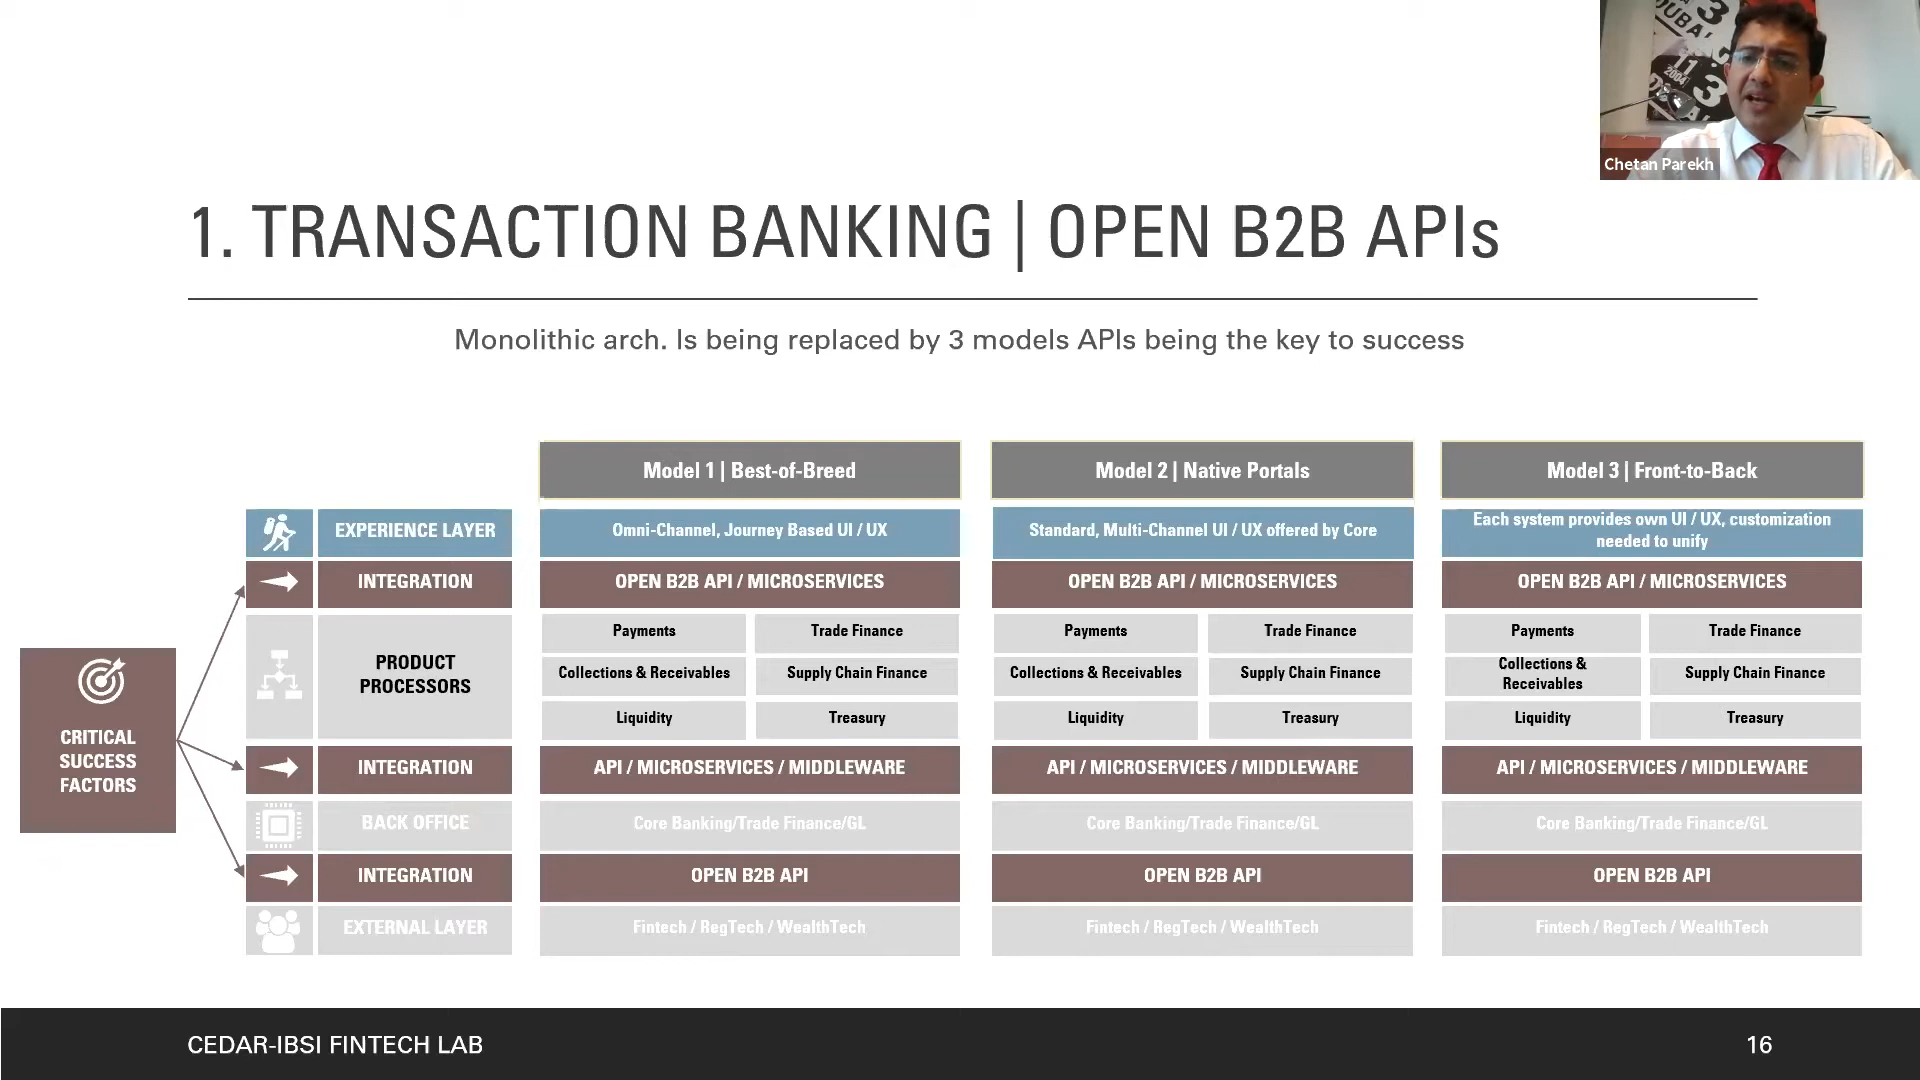 DUBAI
3
11
2004
3
Chetan Parekh
1. TRANSACTION BANKING | OPEN B2B APIs
Monolithic arch. Is being replaced by 3 models APIs being the key to success
Model 1 | Best-of-Breed
Model 2 | Native Portals
Model 3 | Front-to-Back
EXPERIENCE LAYER
Omni-Channel, Journey Based UI / UX
Standard, Multi-Channel UI / UX offered by Core
Each system provides own UI / UX, customization
needed to unify
INTEGRATION
OPEN B2B API / MICROSERVICES
OPEN B2B API / MICROSERVICES
OPEN B2B API / MICROSERVICES
CRITICAL
SUCCESS
FACTORS
PRODUCT
PROCESSORS
Payments
Trade Finance
Collections & Receivables
Supply Chain Finance
Liquidity
Treasury
Payments
Trade Finance
Collections & Receivables
Supply Chain Finance
Liquidity
Treasury
Payments
Trade Finance
Collections &
Receivables
Supply Chain Finance
Liquidity
Treasury
INTEGRATION
API / MICROSERVICES / MIDDLEWARE
API / MICROSERVICES / MIDDLEWARE
API / MICROSERVICES / MIDDLEWARE
BACK OFFICE
Core Banking/Trade Finance/GL
Core Banking/Trade Finance/GL
Core Banking/Trade Finance/GL
INTEGRATION
OPEN B2B API
OPEN B2B API
OPEN B2B API
EXTERNAL LAYER
Fintech / RegTech / WealthTech
Fintech / RegTech / WealthTech
Fintech / RegTech / WealthTech
CEDAR-IBSI FINTECH LAB
16